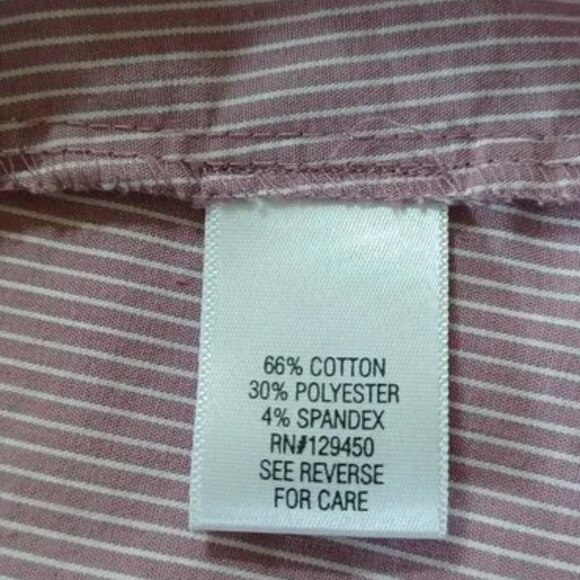 66% COTTON
30% POLYESTER
4% SPANDEX
RN#129450
SEE REVERSE
FOR CARE